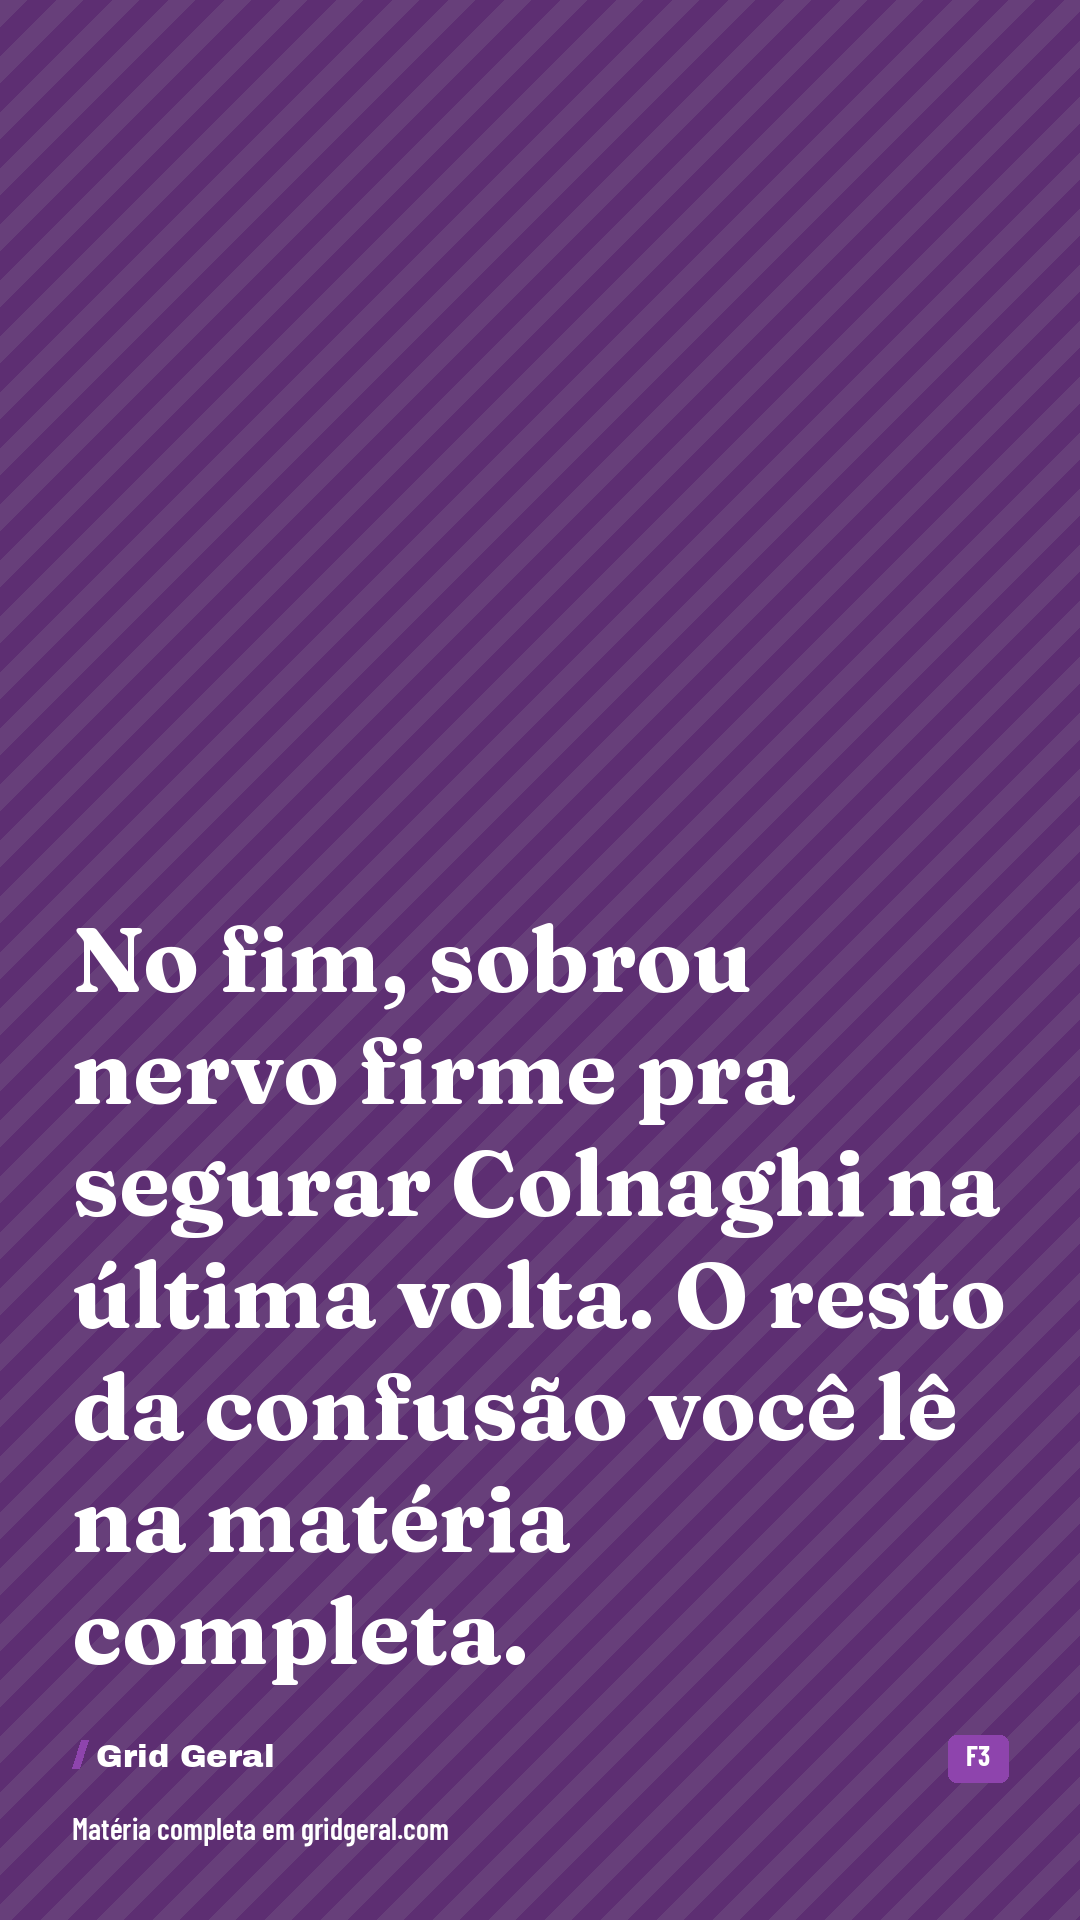 No fim, sobrou
nervo firme pra
segurar Colnaghi na
última volta. O resto
da confusão você lê
na matéria
completa.
/ Grid Geral
F3
Matéria completa em gridgeral.com